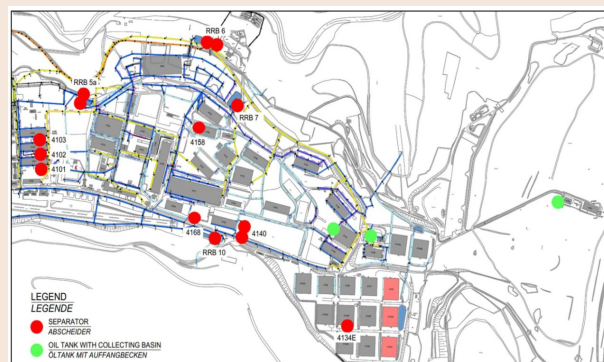 RRB 6
RRB 5a
RRB 7
4158
4103
4102
4101
4168
4140
RRB 10
4134E
LEGEND
LEGENDE
SEPARATOR
ABSCHEIDER
OIL TANK WITH COLLECTING BASIN
ÖLTANK MIT AUFFANGBECKEN